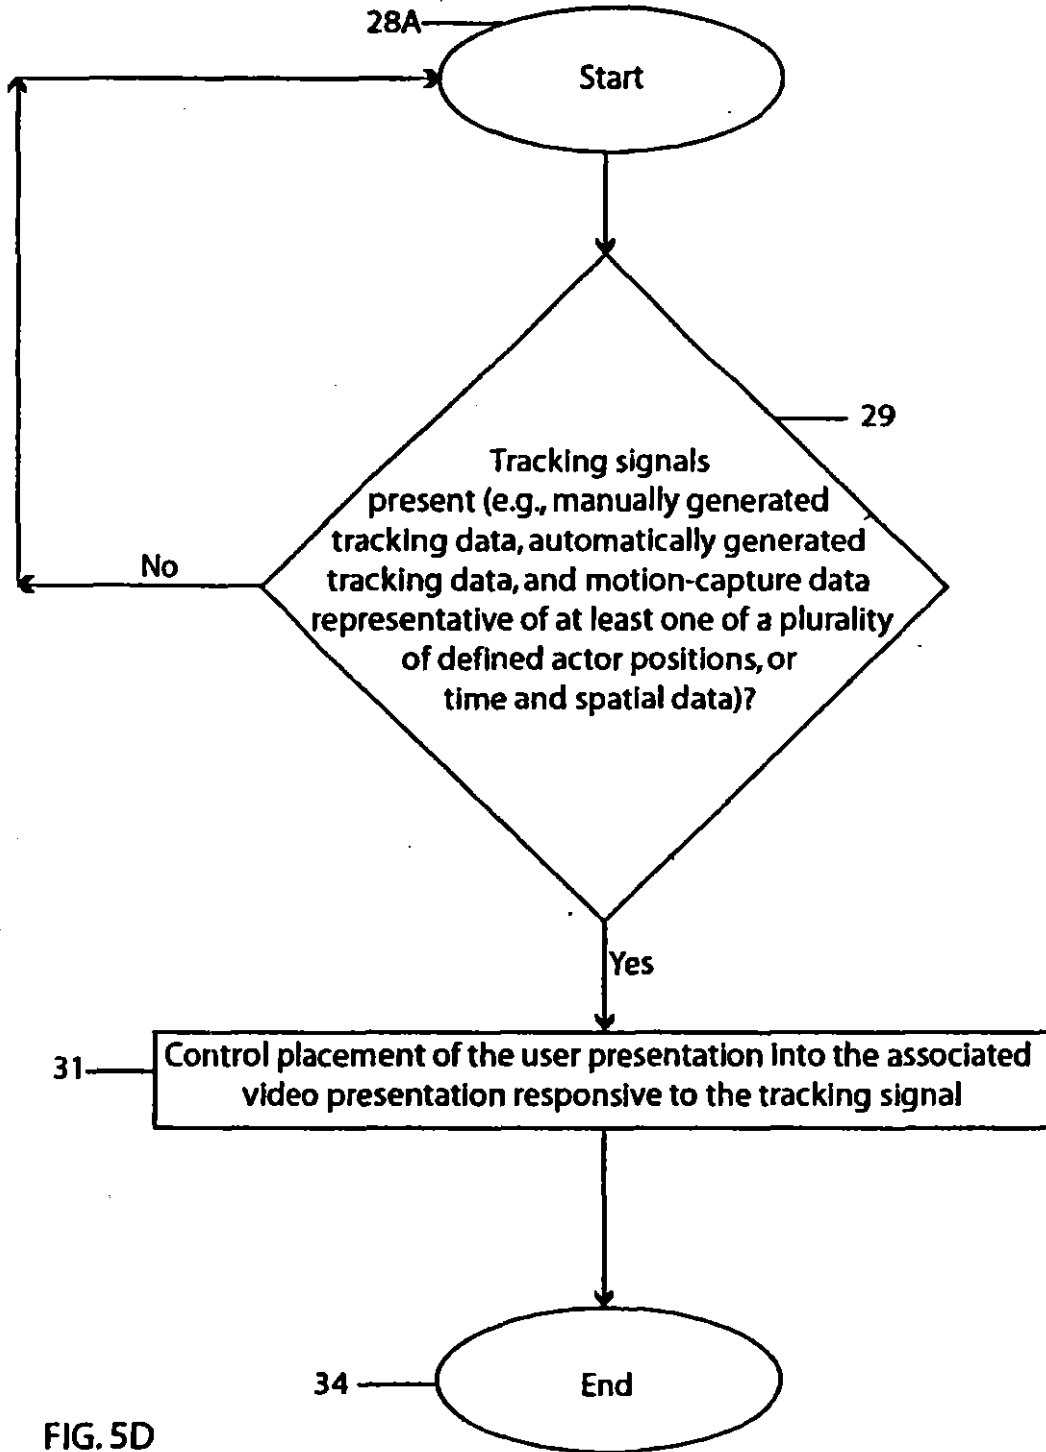 28A
Start
29
Tracking signals
present (e.g., manually generated
tracking data, automatically generated
tracking data, and motion-capture data
representative of at least one of a plurality
of defined actor positions, or
time and spatial data)?
No
Yes
31
Control placement of the user presentation into the associated
video presentation responsive to the tracking signal
34
End
FIG. 5D